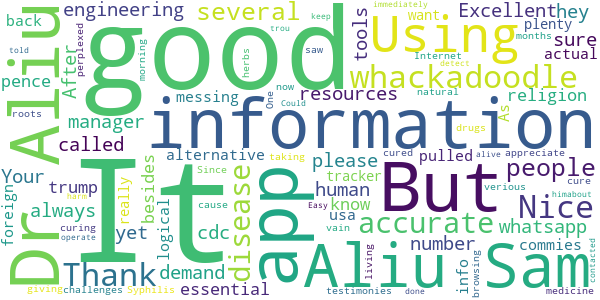 engineering
several
Excellent
immediately
want
plenty
hey
keep
trou
told
perplexed
back
pence
After
morning
saw
herbs
One
Internet
months
now
natural
Could
detect
tools
As
sure
actual
Dr
Aliu
good
Using
whackadoodle
messing
resources
religion
roots
manager
called
information
Your
trump
foreign
always
alternative
please
pulled
cured
drugs
alive
appreciate
people
human
tracker
Since
taking
It
app
But
verious
cure
himabout
curing
really
yet
besides
logical
cause
cdc
disease
know
usa
Easy
accurate
Nice
harm
operate
vain
number
whatsapp
Thank
demand
Aliu Sam
info
browsing
commies
living
contacted
giving
challenges
Syphilis
essential
testimonies
done
medicine